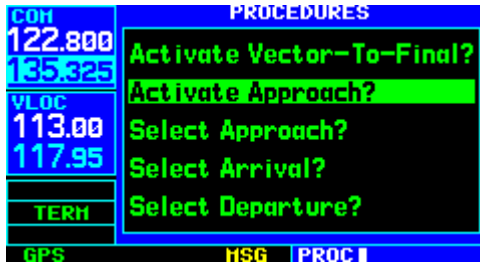 COM
122.800
135.325
VLOC
113.00
117.95
TERM
GPS
PROCEDURES
Activate Vector-To-Final?
Activate Approach?
Select Approach?
Select Arrival?
Select Departure?
MSG
PROC